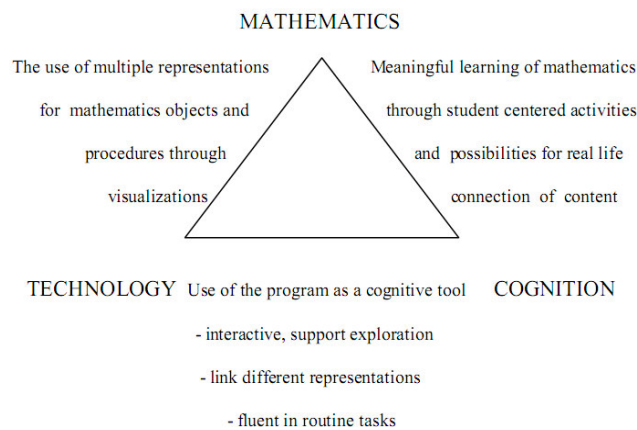 MATHEMATICS
The use of multiple representations
for mathematics objects and
procedures through
visualizations
Meaningful learning of mathematics
through student centered activities
and possibilities for real life
connection of content
TECHNOLOGY Use of the program as a cognitive tool COGNITION
- interactive, support exploration
- link different representations
- fluent in routine tasks